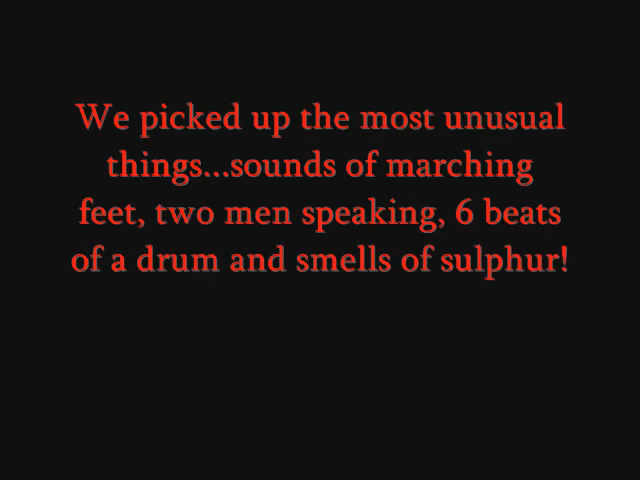 We picked up the most unusual
things...sounds of marching
feet, two men speaking, 6 beats
of a drum and smells of sulphur!